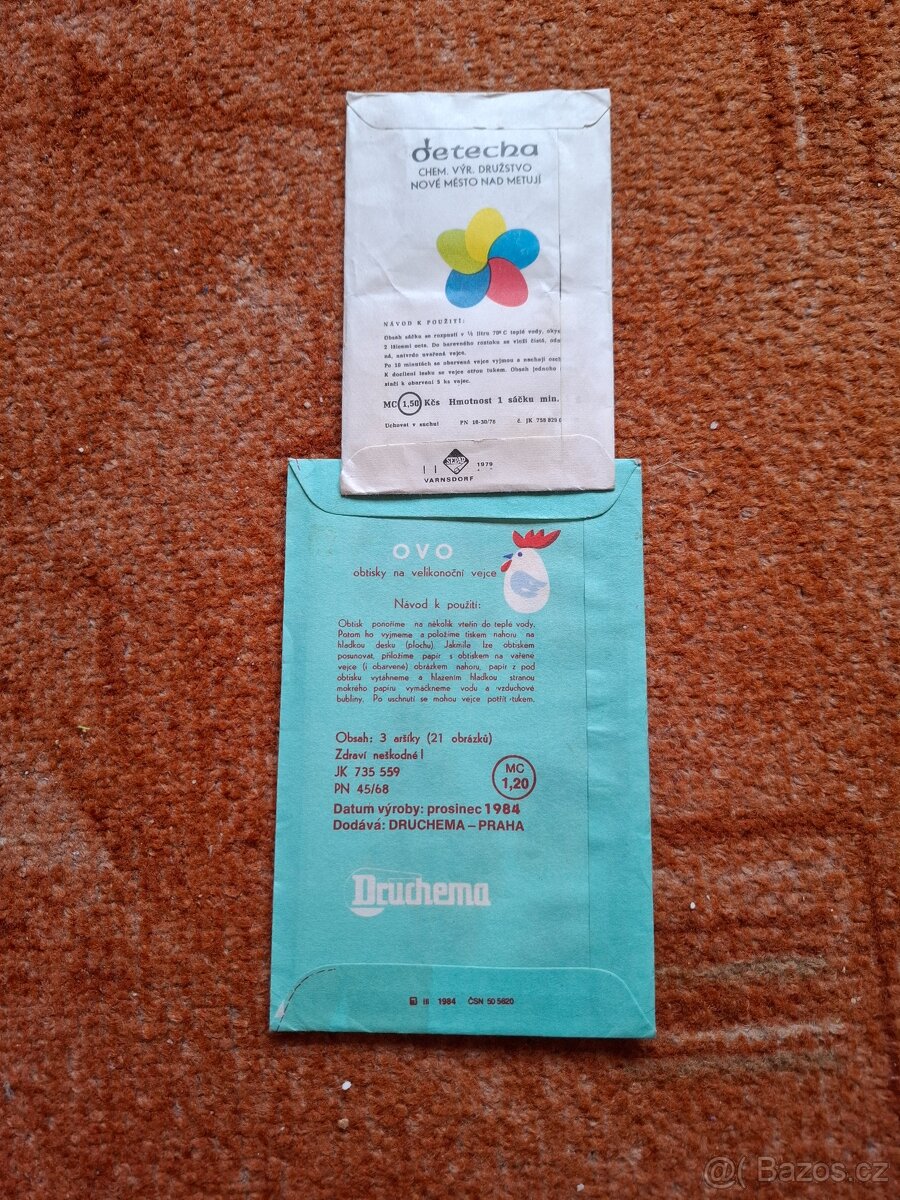 detecha
CHEM. VÝR. DRUŽSTVO
NOVÉ MĚSTO NAD METUJÍ
NÁVOD K POUŽITÍ:
Obsah sáčku se rozpustí v ½ litru 70° C teplé vody, okys
2 lžícemi octa. Do barevného roztoku se vloží čistá, odm
ná, natvrdo uvařená vejce.
Po 10 minutách se obarvená vejce vyjmou a nechají osch
K docílení lesku se vejce otřou tukem. Obsah jednoho
stačí k obarvení 5 ks vajec.
MC 1,50 Kčs Hmotnost 1 sáčku min.
Uchovat v suchu! PN 16-30/76 č. JK 758 829 0
SEPAP 1979
VARNSDORF
OVO
obtisky na velikonoční vejce
Návod k použití:
Obtisk ponoříme na několik vteřin do teplé vody.
Potom ho vyjmeme a položíme tiskem nahoru na
hladkou desku (plochu). Jakmile lze obtiskem
posunovat, přiložíme papír s obtiskem na vařené
vejce (i obarvené) obrázkem nahoru, papír z pod
obtisku vytáhneme a hlazením hladkou stranou
mokrého papíru vymáčkneme vodu a vzduchové
bubliny. Po uschnutí se mohou vejce potřít tukem.
Obsah: 3 aršíky (21 obrázků)
Zdraví neškodné!
JK 735 559
PN 45/68
MC
1,20
Datum výroby: prosinec 1984
Dodává: DRUCHEMA – PRAHA
Druchema
1984 ČSN 50 5620
@( Bazos.cz